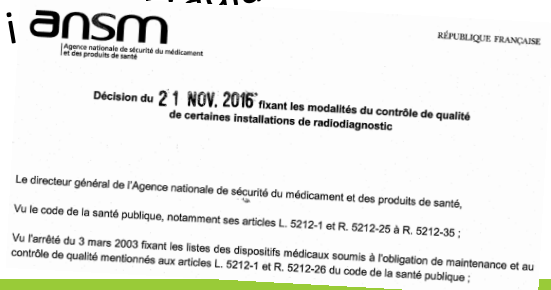 ansm
Agence nationale de sécurité du médicament
et des produits de santé
RÉPUBLIQUE FRANÇAISE
Décision du 21 NOV. 2016 fixant les modalités du contrôle de qualité
de certaines installations de radiodiagnostic
Le directeur général de l'Agence nationale de sécurité du médicament et des produits de santé,
Vu le code de la santé publique, notamment ses articles L. 5212-1 et R. 5212-25 à R. 5212-35 ;
Vu l'arrêté du 3 mars 2003 fixant les listes des dispositifs médicaux soumis à l'obligation de maintenance et au
contrôle de qualité mentionnés aux articles L. 5212-1 et R. 5212-26 du code de la santé publique ;